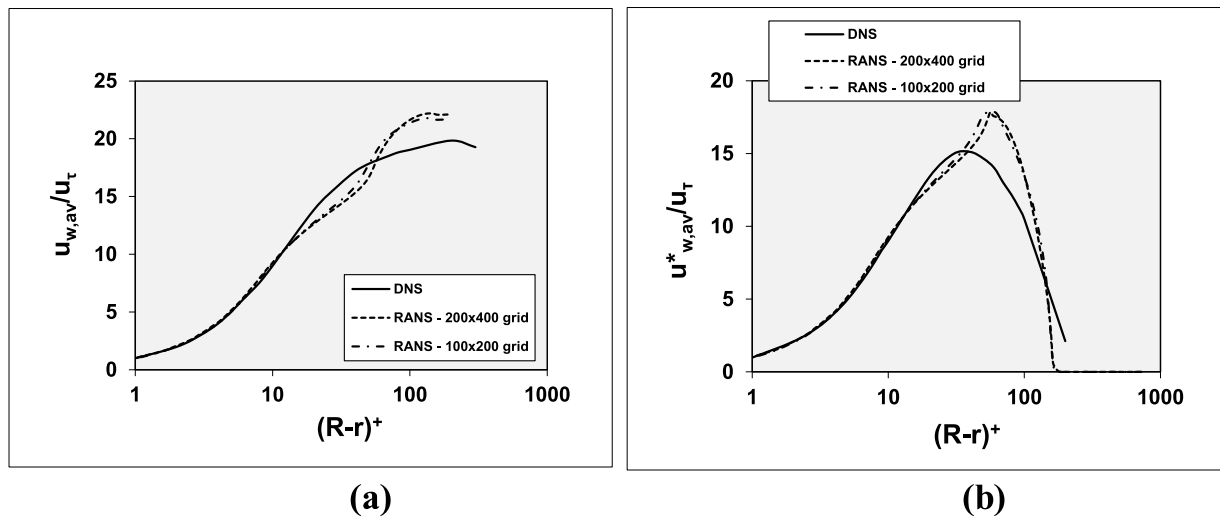 25
20
15
10
5
0
1
10
100
1000
u_w,av/u_τ
(R-r)^+
DNS
RANS - 200x400 grid
RANS - 100x200 grid
(a)
DNS
RANS - 200x400 grid
RANS - 100x200 grid
20
15
10
5
0
1
10
100
1000
u*_w,av/u_τ
(R-r)^+
(b)